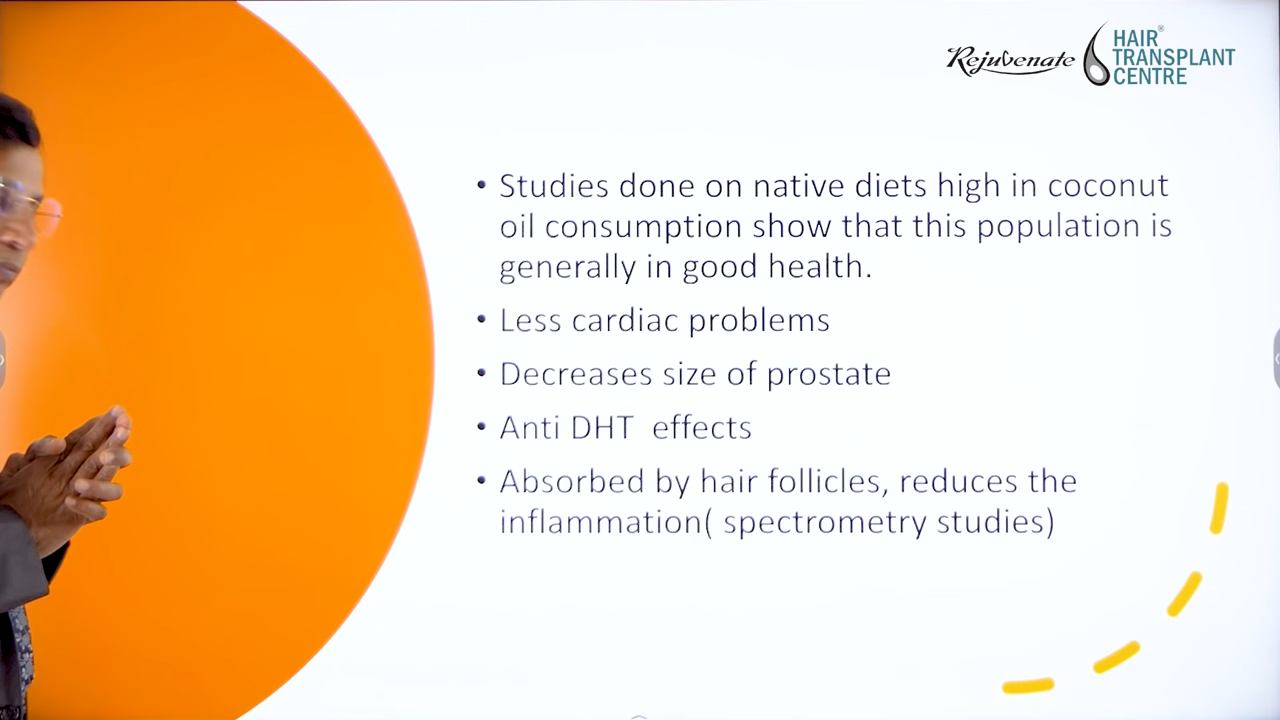 Rejuvenate
HAIR®
TRANSPLANT
CENTRE
• Studies done on native diets high in coconut
oil consumption show that this population is
generally in good health.
• Less cardiac problems
• Decreases size of prostate
• Anti DHT effects
• Absorbed by hair follicles, reduces the
inflammation( spectrometry studies)